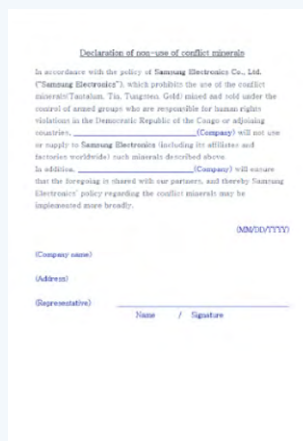 Declaration of non-use of conflict minerals
In accordance with the policy of Samsung Electronics Co., Ltd.
("Samsung Electronics"), which prohibits the use of the conflict
minerals(Tantalum, Tin, Tungsten, Gold) mined and sold under the
control of armed groups who are responsible for human rights
violations in the Democratic Republic of the Congo or adjoining
countries, ____________________(Company) will not use
or supply to Samsung Electronics (including its affiliates and
factories worldwide) such minerals described above.
In addition, ____________________(Company) will ensure
that the foregoing is shared with our partners, and thereby Samsung
Electronics' policy regarding the conflict minerals may be
implemented more broadly.
(MM/DD/YYYY)
(Company name)
(Address)
(Representative) ____________________
Name / Signature